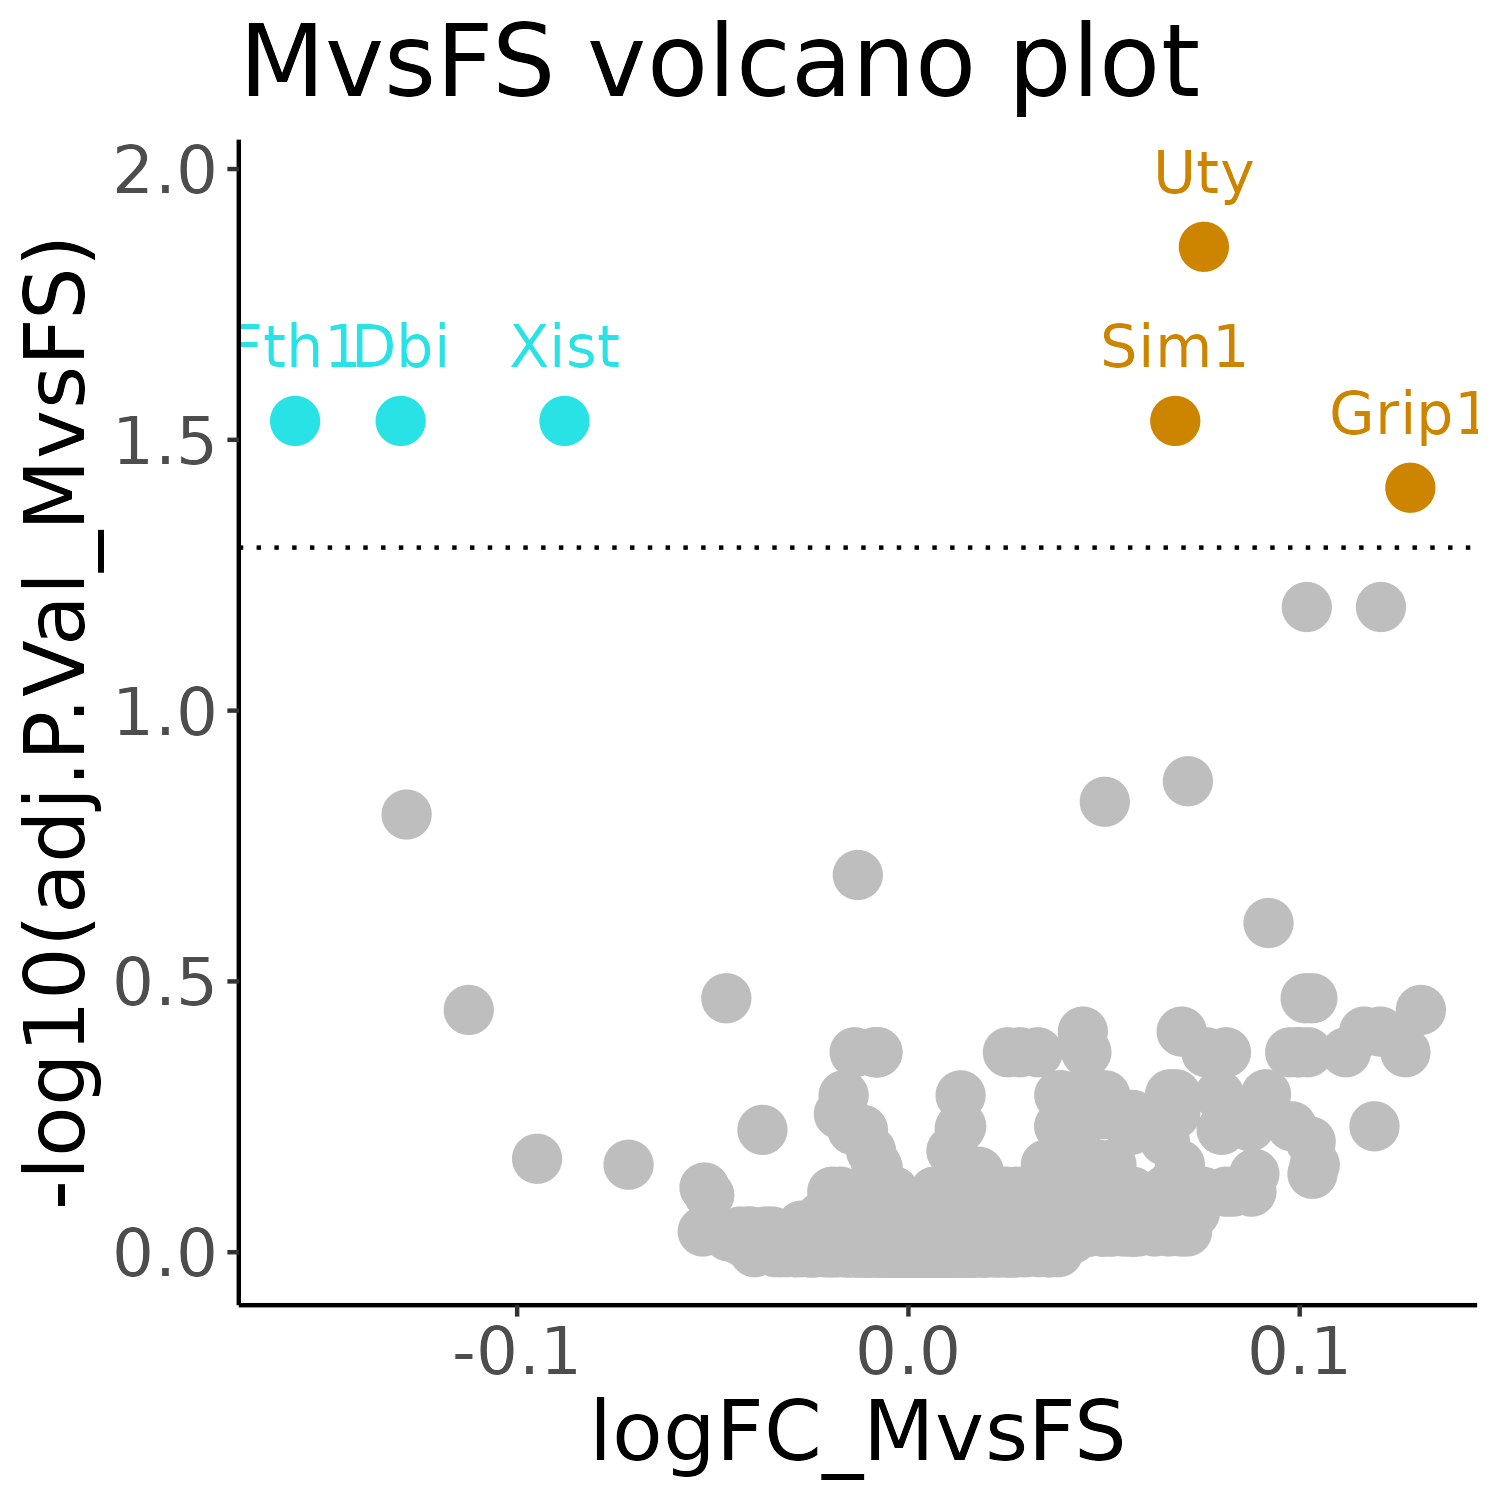 MvsFS volcano plot
-log10(adj.P.Val_MvsFS)
2.0
1.5
1.0
0.5
0.0
Uty
Fth1
Dbi
Xist
Sim1
Grip1
-0.1
0.0
0.1
logFC_MvsFS